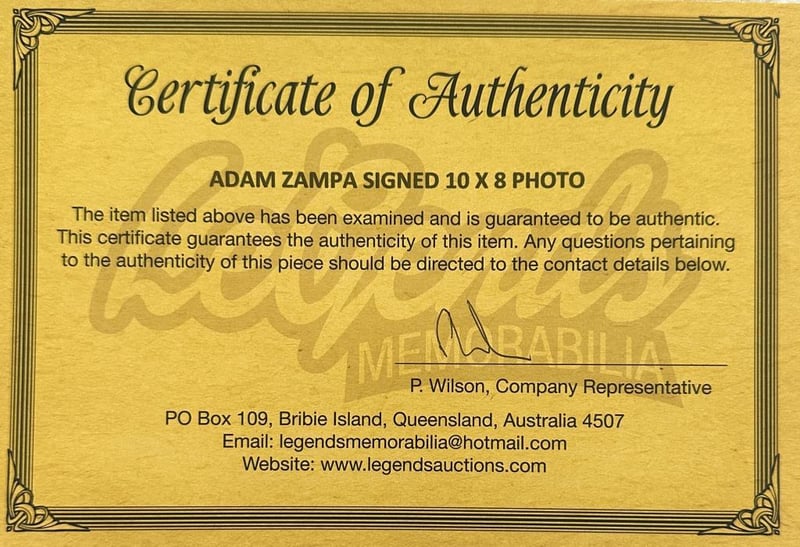 Certificate of Authenticity
ADAM ZAMPA SIGNED 10 X 8 PHOTO
The item listed above has been examined and is guaranteed to be authentic.
This certificate guarantees the authenticity of this item. Any questions pertaining
to the authenticity of this piece should be directed to the contact details below.
Legends
MEMORABILIA
P. Wilson, Company Representative
PO Box 109, Bribie Island, Queensland, Australia 4507
Email: legendsmemorabilia@hotmail.com
Website: www.legendsauctions.com